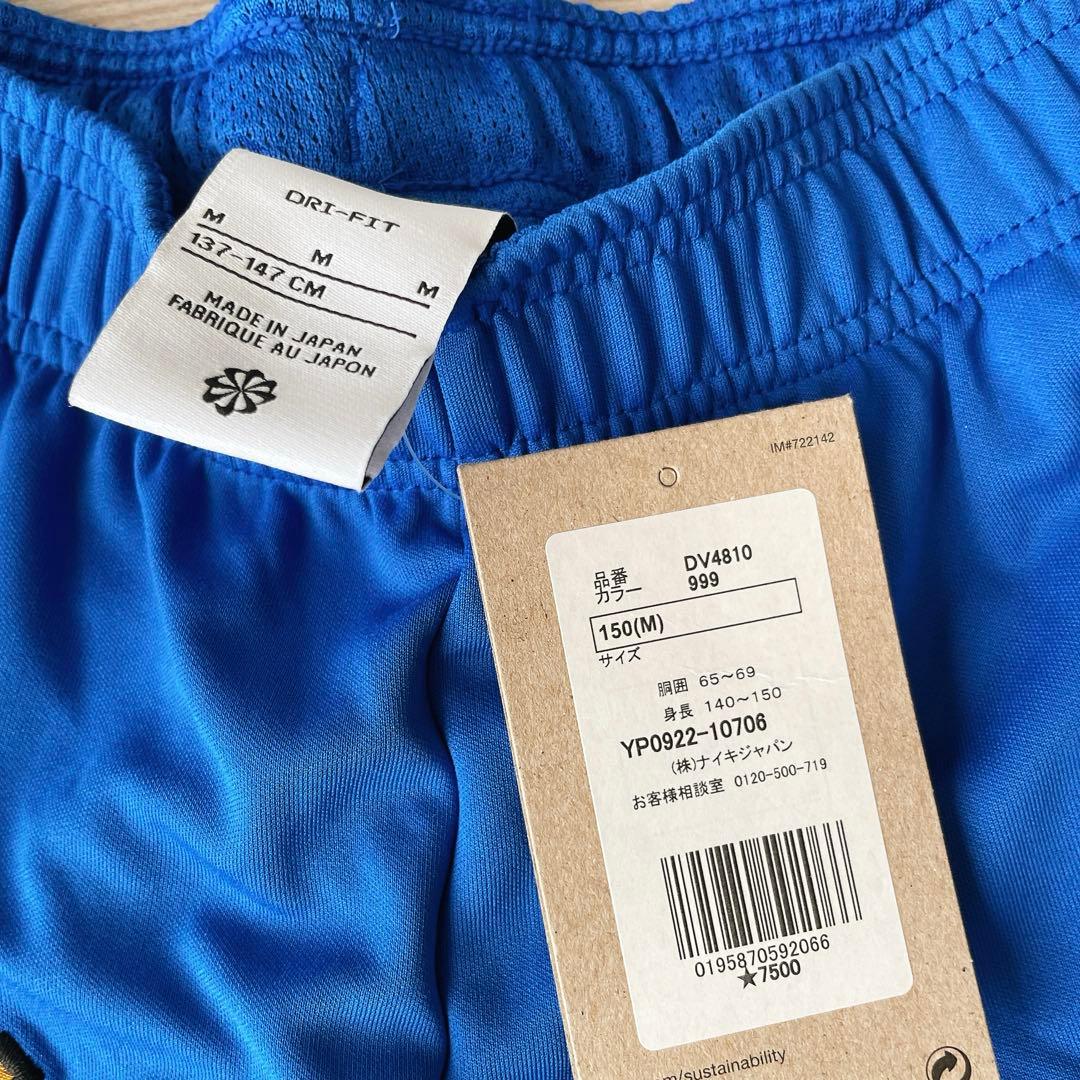 DRI-FIT
M
M
M
137-147 CM
MADE IN JAPAN
FABRIQUE AU JAPON
IM#722142
品番 DV4810
カラー 999
150(M)
サイズ
胴囲 65~69
身長 140~150
YP0922-10706
(株)ナイキジャパン
お客様相談室 0120-500-719
0195870592066
★7500
m/sustainability